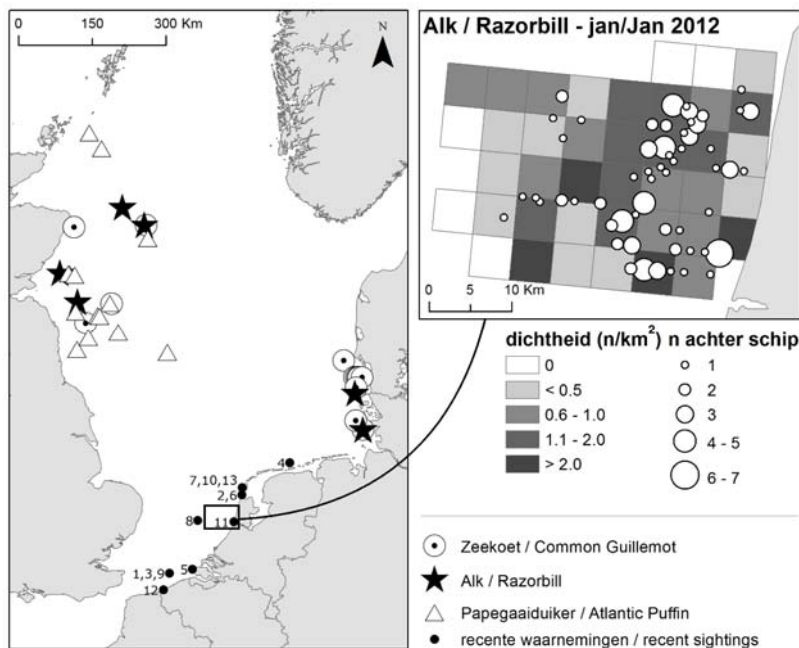 0 150 300 Km
N
4
7,10,13
2,6
8
11
5
1,3,9
12
Alk / Razorbill - jan/Jan 2012
0 5 10 Km
dichtheid (n/km²)
0
< 0.5
0.6 - 1.0
1.1 - 2.0
> 2.0
n achter schip
1
2
3
4 - 5
6 - 7
Zeekoet / Common Guillemot
Alk / Razorbill
Papegaaiduiker / Atlantic Puffin
recente waarnemingen / recent sightings